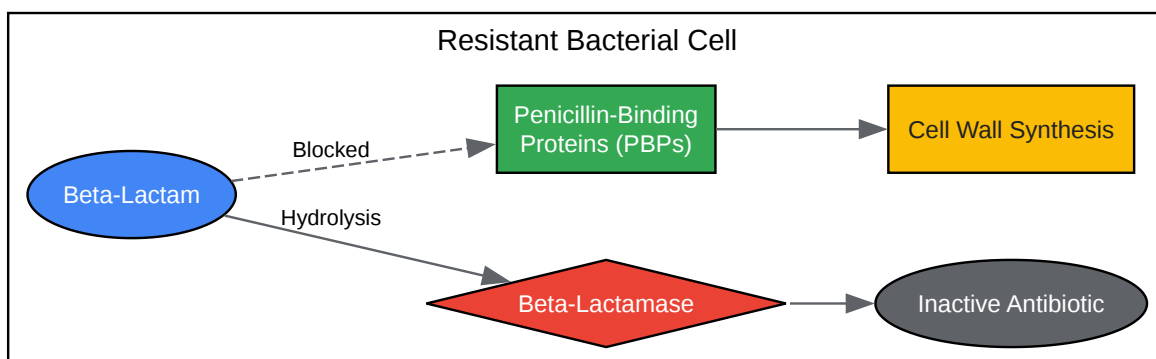 Resistant Bacterial Cell
Penicillin-Binding
Proteins (PBPs)
Cell Wall Synthesis
Blocked
Beta-Lactam
Hydrolysis
Beta-Lactamase
Inactive Antibiotic